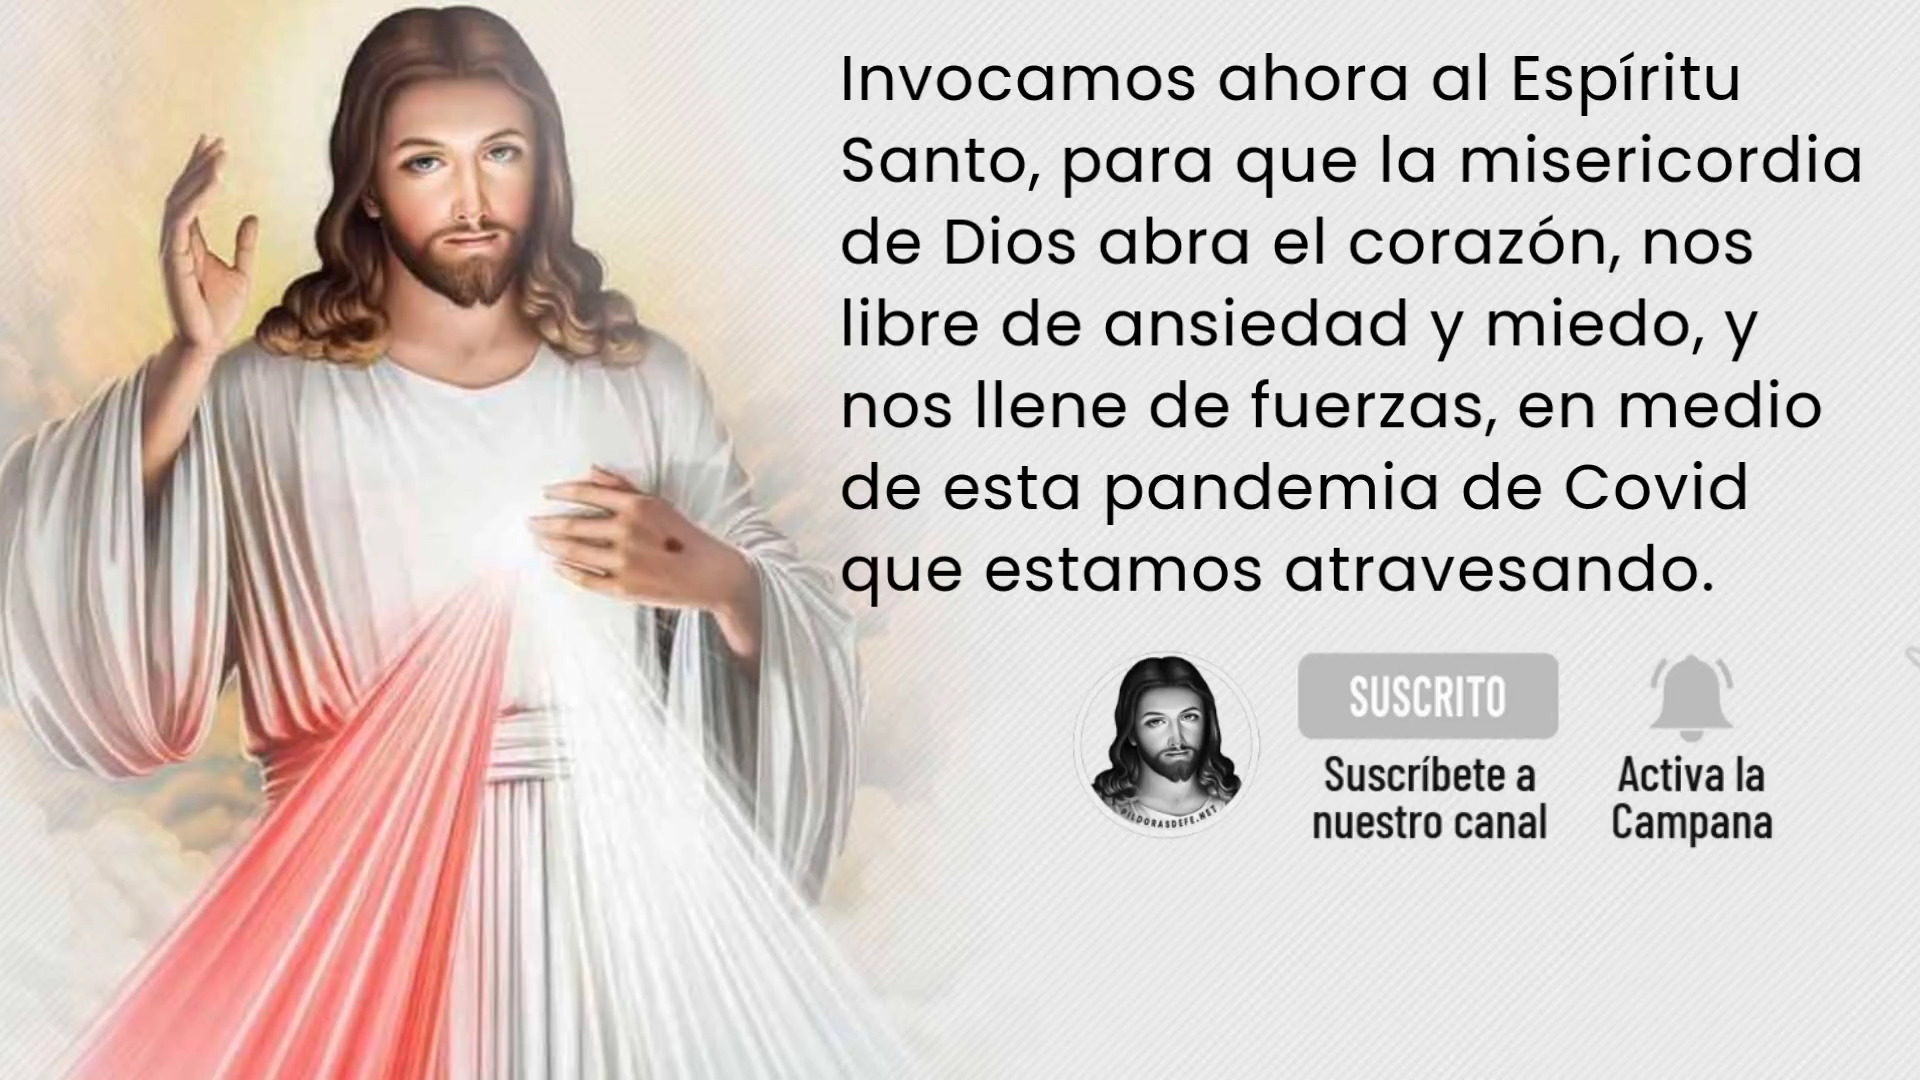 Invocamos ahora al Espíritu
Santo, para que la misericordia
de Dios abra el corazón, nos
libre de ansiedad y miedo, y
nos llene de fuerzas, en medio
de esta pandemia de Covid
que estamos atravesando.
PILDORASDEFE.NET
SUSCRITO
Suscríbete a
nuestro canal
Activa la
Campana